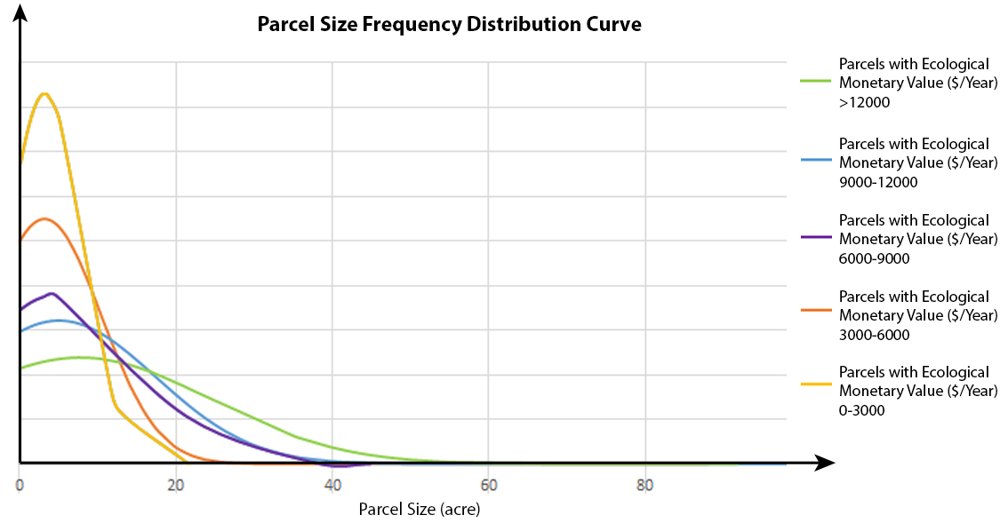 Parcel Size Frequency Distribution Curve
Parcels with Ecological
Monetary Value ($/Year)
>12000
Parcels with Ecological
Monetary Value ($/Year)
9000-12000
Parcels with Ecological
Monetary Value ($/Year)
6000-9000
Parcels with Ecological
Monetary Value ($/Year)
3000-6000
Parcels with Ecological
Monetary Value ($/Year)
0-3000
0 20 40 60 80
Parcel Size (acre)